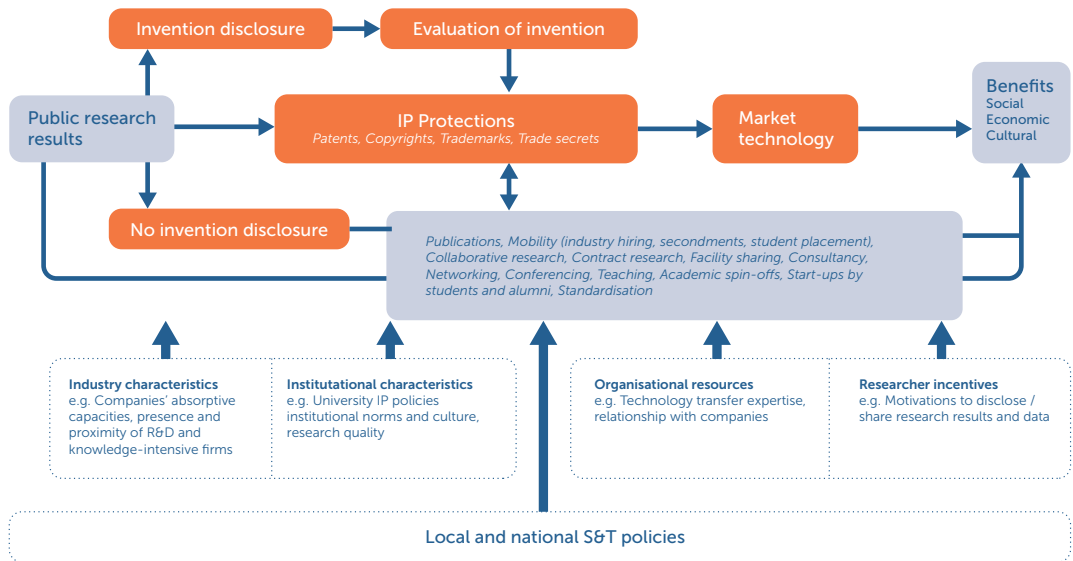 Invention disclosure
Evaluation of invention
Public research
results
IP Protections
Patents, Copyrights, Trademarks, Trade secrets
Market
technology
Benefits
Social
Economic
Cultural
No invention disclosure
Publications, Mobility (industry hiring, secondments, student placement),
Collaborative research, Contract research, Facility sharing, Consultancy,
Networking, Conferencing, Teaching, Academic spin-offs, Start-ups by
students and alumni, Standardisation
Industry characteristics
e.g. Companies’ absorptive
capacities, presence and
proximity of R&D and
knowledge-intensive firms
Institutional characteristics
e.g. University IP policies
institutional norms and culture,
research quality
Organisational resources
e.g. Technology transfer expertise,
relationship with companies
Researcher incentives
e.g. Motivations to disclose /
share research results and data
Local and national S&T policies